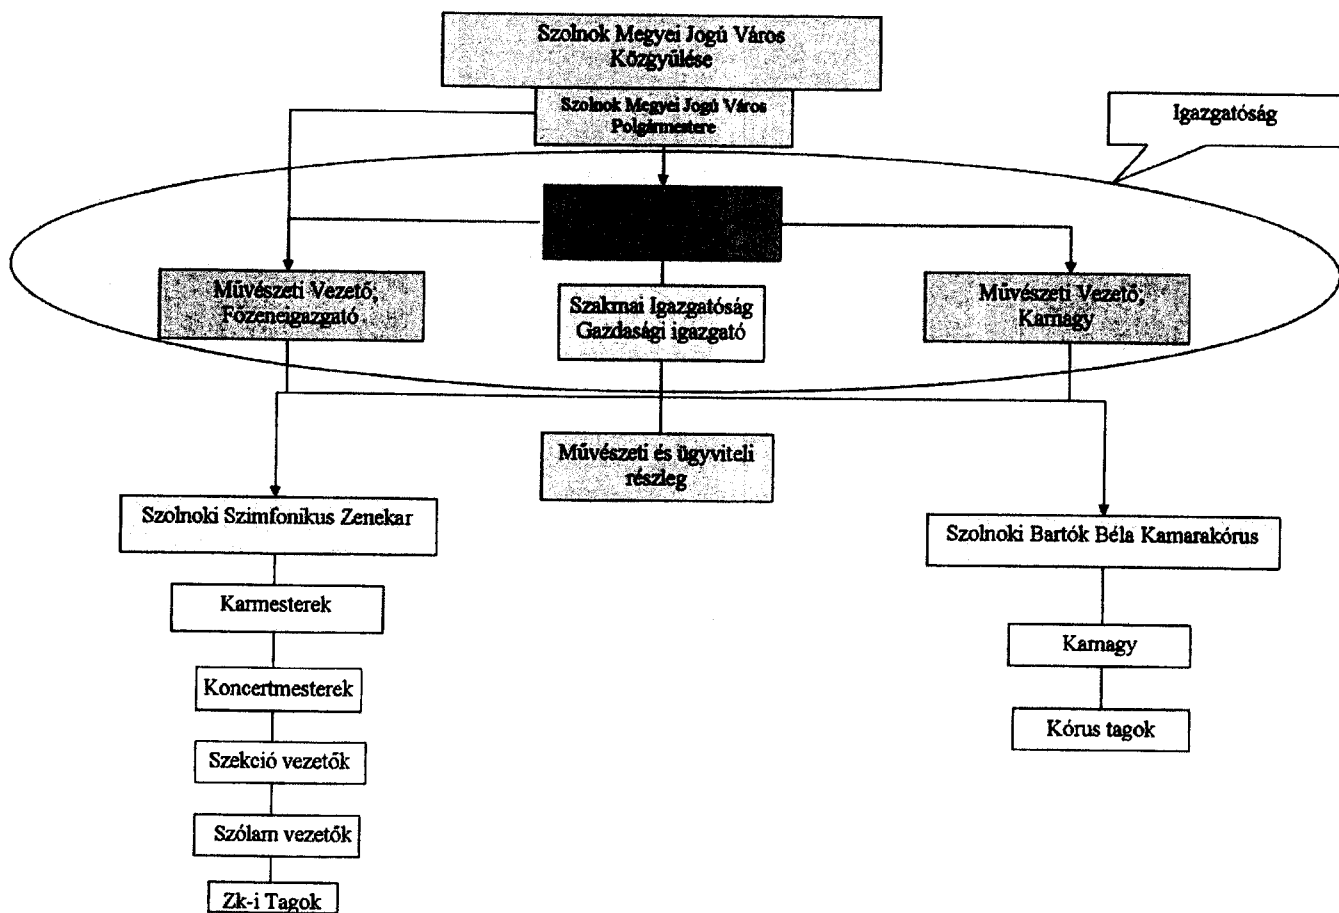 Szolnok Megyei Jogú Város
Közgyűlése
Szolnok Megyei Jogú Város
Polgármestere
Igazgatóság
Művészeti Vezető,
Főzeneigazgató
Szakmai Igazgatóság
Gazdasági igazgató
Művészeti Vezető,
Karnagy
Művészeti és ügyviteli
részleg
Szolnoki Szimfonikus Zenekar
Szolnoki Bartók Béla Kamarakórus
Karmesterek
Karnagy
Koncertmesterek
Kórus tagok
Szekció vezetők
Szólam vezetők
Zk-i Tagok